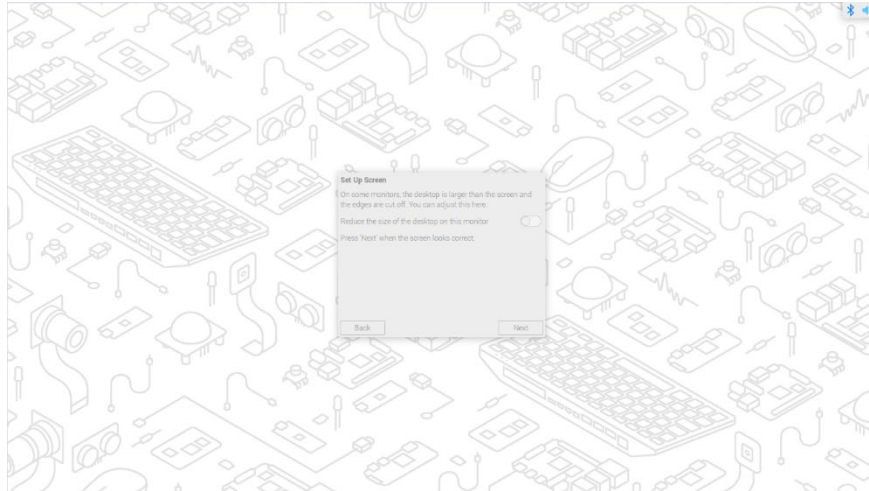 Set Up Screen
On some monitors, the desktop is larger than the screen and
the edges are cut off. You can adjust this here.
Reduce the size of the desktop on this monitor
Press 'Next' when the screen looks correct.
Back
Next